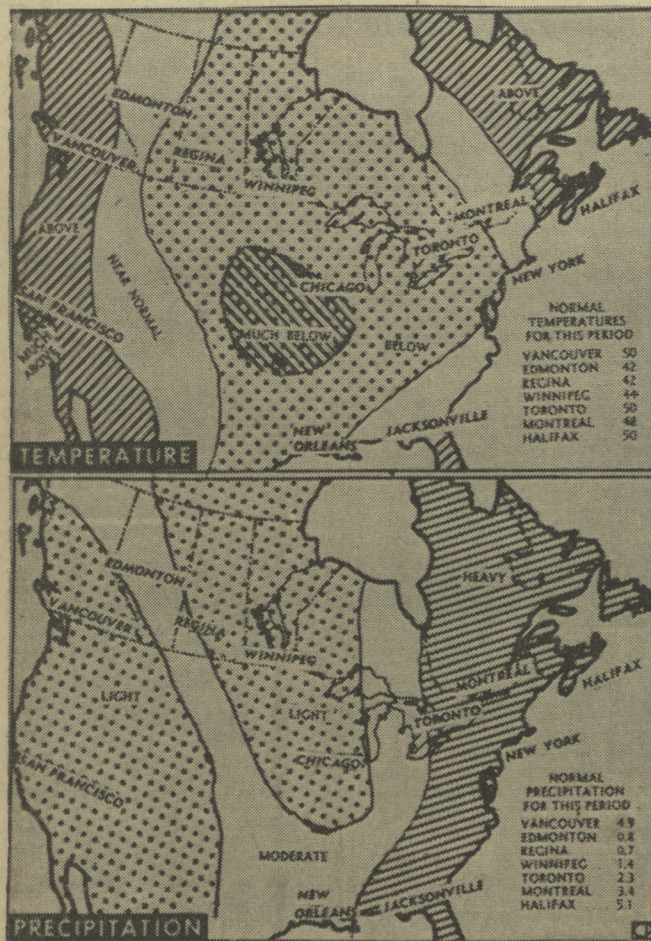 ABOVE
EDMONTON
VANCOUVER
REGINA
WINNIPEG
MONTREAL
HALIFAX
TORONTO
ABOVE
NEW YORK
CHICAGO
NEAR NORMAL
SAN FRANCISCO
MUCH ABOVE
MUCH BELOW
BELOW
NEW ORLEANS
JACKSONVILLE
NORMAL
TEMPERATURES
FOR THIS PERIOD
VANCOUVER 50
EDMONTON 42
REGINA 42
WINNIPEG 44
TORONTO 50
MONTREAL 48
HALIFAX 50
TEMPERATURE
HEAVY
EDMONTON
VANCOUVER
REGINA
WINNIPEG
MONTREAL
HALIFAX
LIGHT
LIGHT
TORONTO
NEW YORK
CHICAGO
SAN FRANCISCO
MODERATE
NEW ORLEANS
JACKSONVILLE
NORMAL
PRECIPITATION
FOR THIS PERIOD
VANCOUVER 4.9
EDMONTON 0.8
REGINA 0.7
WINNIPEG 1.4
TORONTO 2.3
MONTREAL 3.4
HALIFAX 5.1
PRECIPITATION